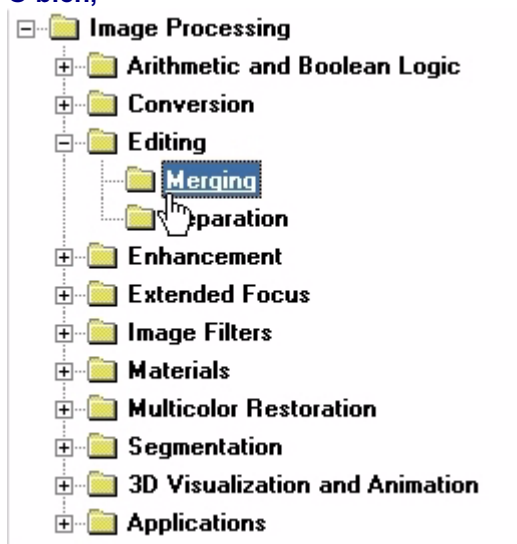 Image Processing
Arithmetic and Boolean Logic
Conversion
Editing
Merging
Enhancement
Extended Focus
Image Filters
Materials
Multicolor Restoration
Segmentation
3D Visualization and Animation
Applications